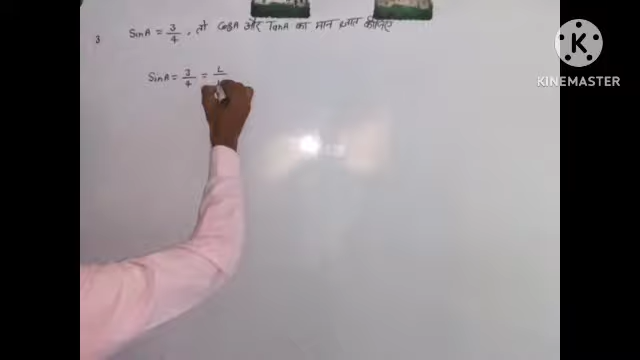 3 SinA = 3/4 , तो CosA और TanA का मान ज्ञात कीजिए
SinA = 3/4 = L/
K
KINEMASTER